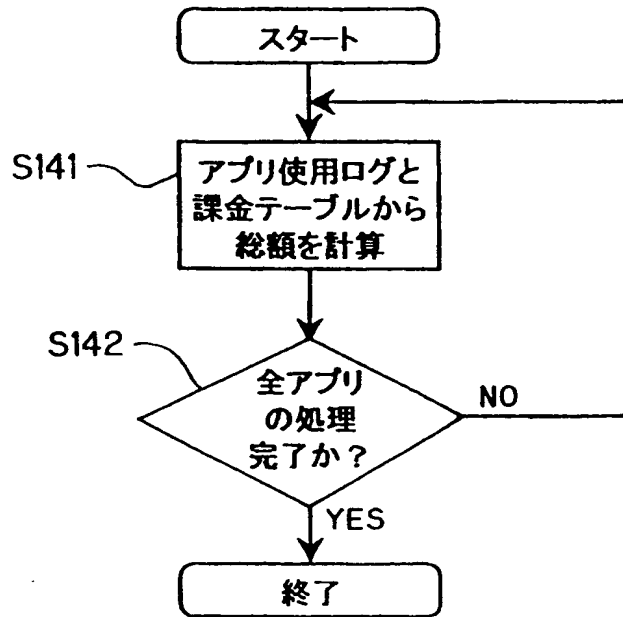 スタート
S141
アプリ使用ログと
課金テーブルから
総額を計算
S142
全アプリ
の処理
完了か？
NO
YES
終了